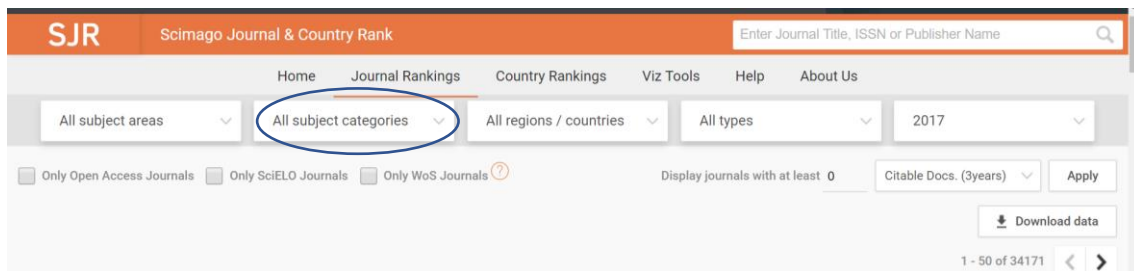 SJR Scimago Journal & Country Rank Enter Journal Title, ISSN or Publisher Name
Home Journal Rankings Country Rankings Viz Tools Help About Us
All subject areas All subject categories All regions / countries All types 2017
Only Open Access Journals Only SciELO Journals Only WoS Journals ? Display journals with at least 0 Citable Docs. (3years) Apply
Download data
1 - 50 of 34171